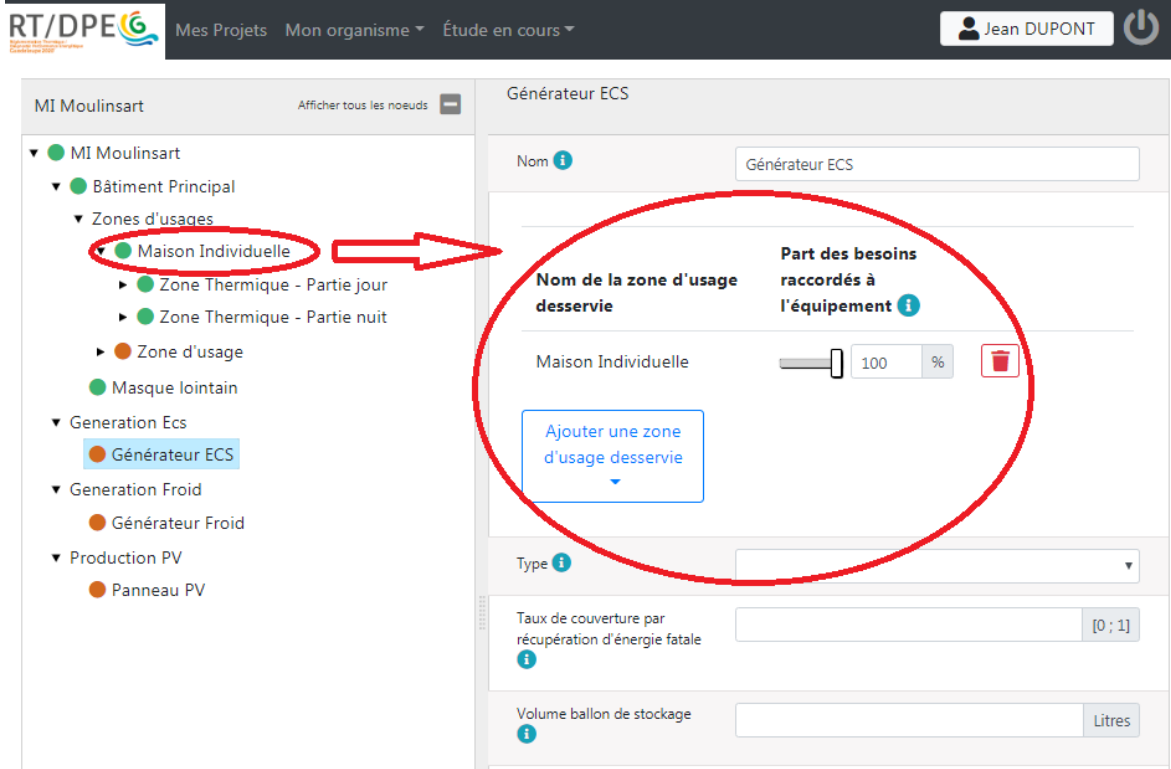 RT/DPE
Mes Projets Mon organisme Étude en cours Jean DUPONT
MI Moulinsart Afficher tous les noeuds
MI Moulinsart
Bâtiment Principal
Zones d'usages
Maison Individuelle
Zone Thermique - Partie jour
Zone Thermique - Partie nuit
Zone d'usage
Masque lointain
Generation Ecs
Générateur ECS
Generation Froid
Générateur Froid
Production PV
Panneau PV
Générateur ECS
Nom i Générateur ECS
Nom de la zone d'usage
desservie
Part des besoins
raccordés à
l'équipement i
Maison Individuelle 100 %
Ajouter une zone
d'usage desservie
Type i
Taux de couverture par
récupération d'énergie fatale
i
[0 ; 1]
Volume ballon de stockage
i
Litres